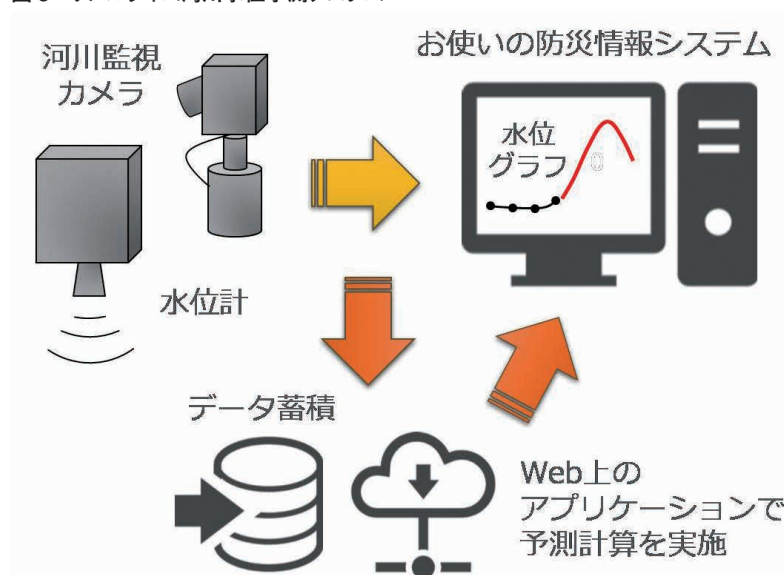 河川監視
カメラ
お使いの防災情報システム
水位
グラフ
水位計
データ蓄積
Web上の
アプリケーションで
予測計算を実施